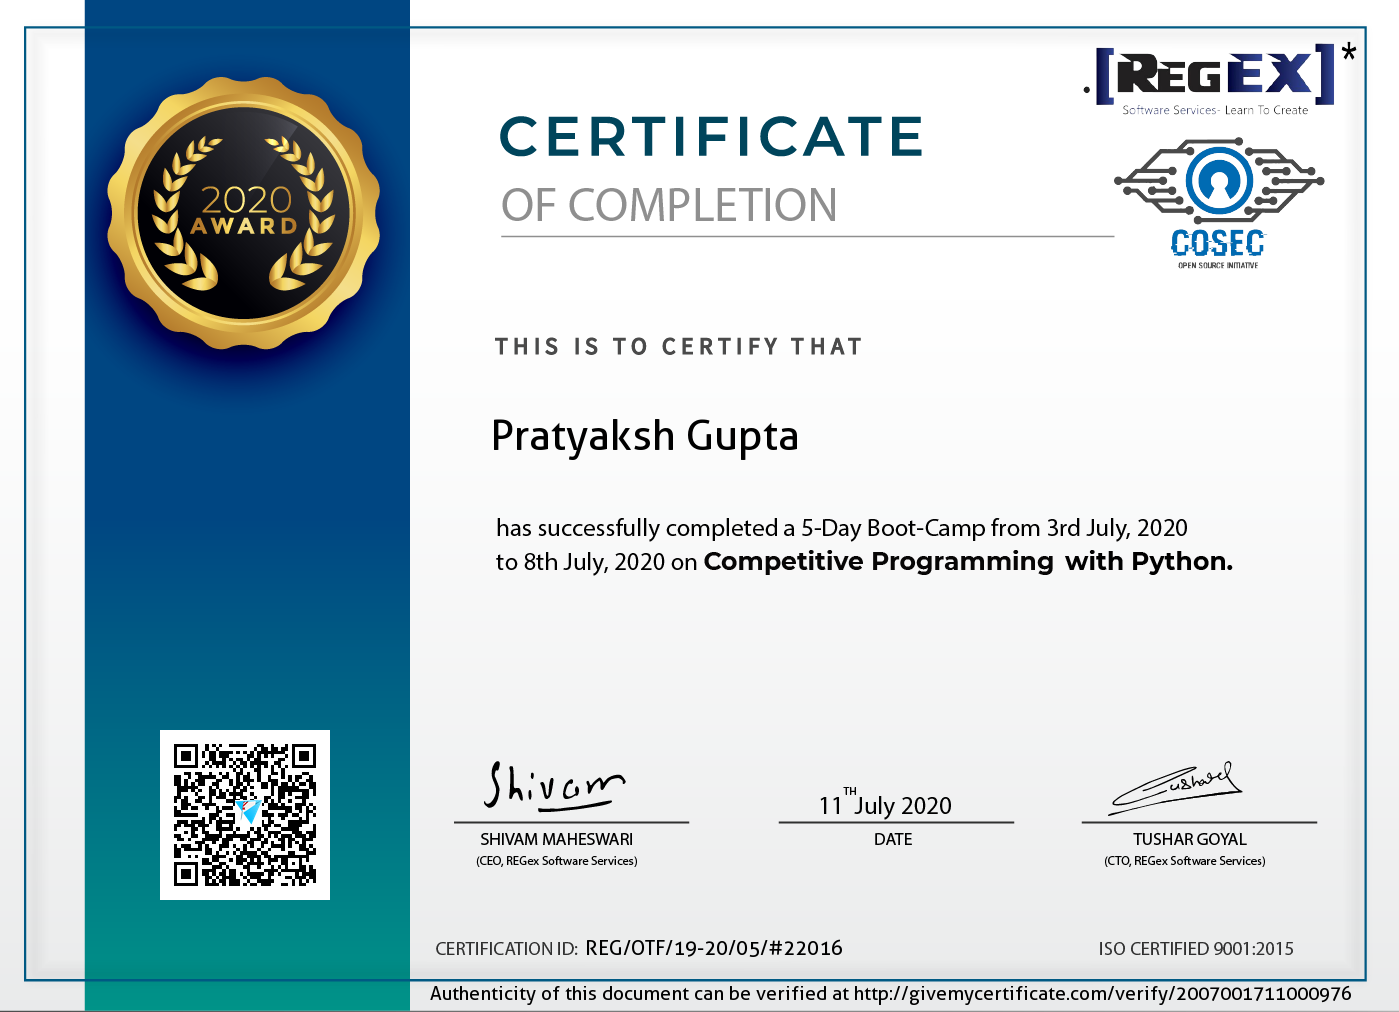 .[REGEX]*
Software Services- Learn To Create
COSEC
OPEN SOURCE INITIATIVE
2020
AWARD
CERTIFICATE
OF COMPLETION
THIS IS TO CERTIFY THAT
Pratyaksh Gupta
has successfully completed a 5-Day Boot-Camp from 3rd July, 2020
to 8th July, 2020 on Competitive Programming with Python.
Shivam
11TH July 2020
Tushar
SHIVAM MAHESWARI
DATE
TUSHAR GOYAL
(CEO, REGex Software Services)
(CTO, REGex Software Services)
CERTIFICATION ID: REG/OTF/19-20/05/#22016
ISO CERTIFIED 9001:2015
Authenticity of this document can be verified at http://givemycertificate.com/verify/2007001711000976